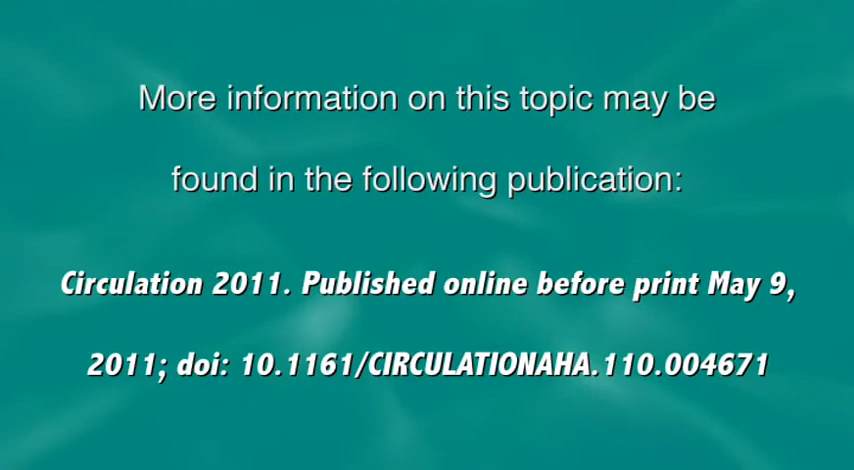 More information on this topic may be
found in the following publication:
Circulation 2011. Published online before print May 9,
2011; doi: 10.1161/CIRCULATIONAHA.110.004671